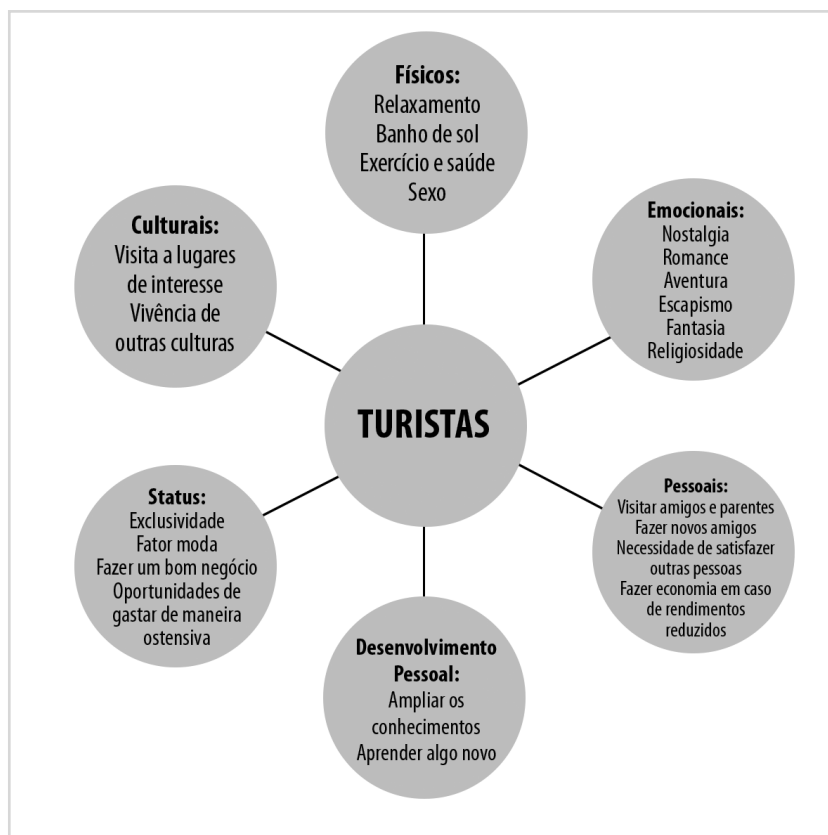 Físicos:
Relaxamento
Banho de sol
Exercício e saúde
Sexo
Culturais:
Visita a lugares
de interesse
Vivência de
outras culturas
Emocionais:
Nostalgia
Romance
Aventura
Escapismo
Fantasia
Religiosidade
TURISTAS
Status:
Exclusividade
Fator moda
Fazer um bom negócio
Oportunidades de
gastar de maneira
ostensiva
Pessoais:
Visitar amigos e parentes
Fazer novos amigos
Necessidade de satisfazer
outras pessoas
Fazer economia em caso
de rendimentos
reduzidos
Desenvolvimento
Pessoal:
Ampliar os
conhecimentos
Aprender algo novo